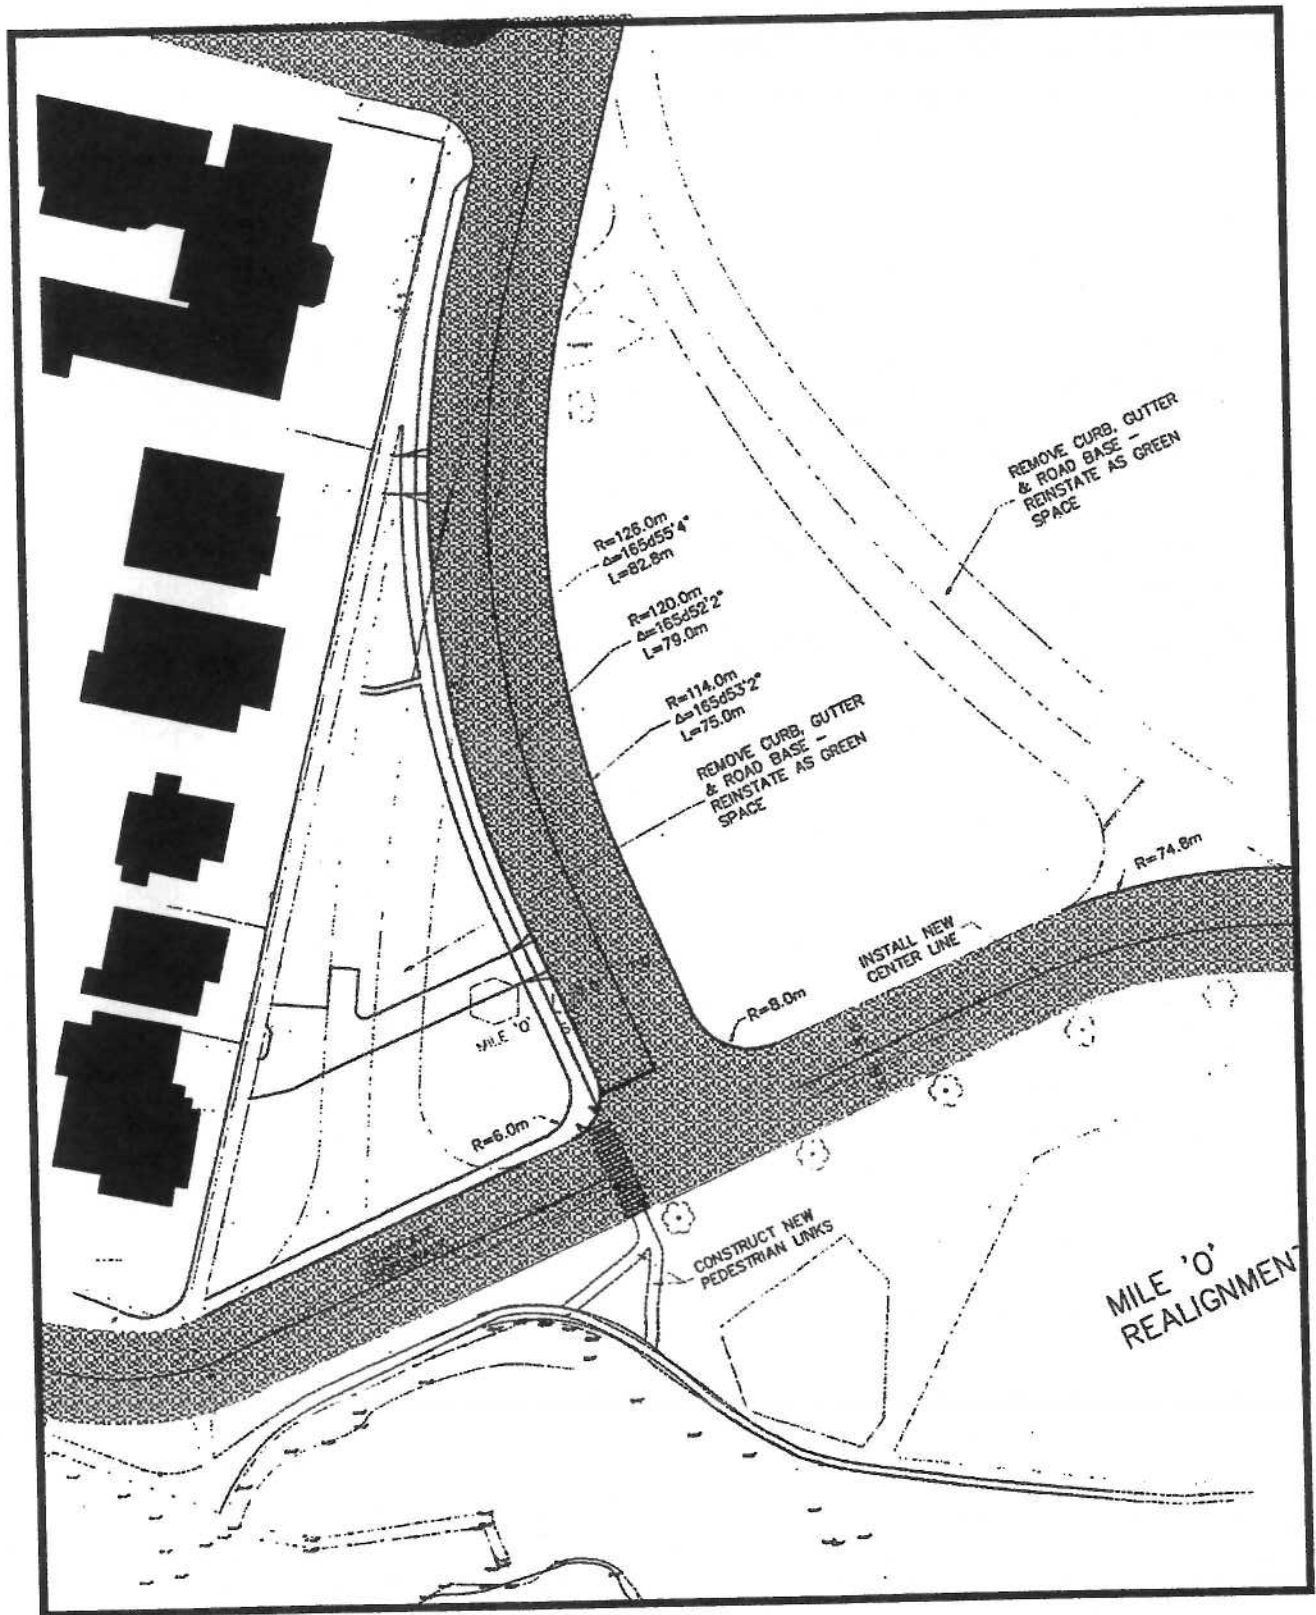 REMOVE CURB, GUTTER
& ROAD BASE –
REINSTATE AS GREEN
SPACE
R=126.0m
Δ=165d55'4"
L=82.8m
R=120.0m
Δ=165d52'2"
L=79.0m
R=114.0m
Δ=165d53'2"
L=75.0m
REMOVE CURB, GUTTER
& ROAD BASE –
REINSTATE AS GREEN
SPACE
R=74.8m
INSTALL NEW
CENTER LINE
R=8.0m
MILE 'O'
R=6.0m
CONSTRUCT NEW
PEDESTRIAN LINKS
MILE 'O'
REALIGNMENT